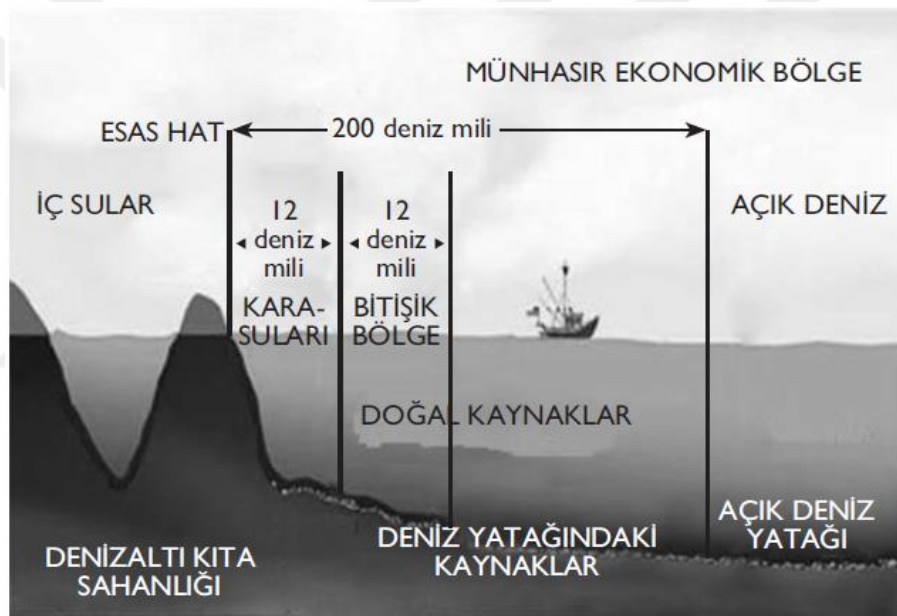 MÜNHASIR EKONOMİK BÖLGE
ESAS HAT
200 deniz mili
İÇ SULAR
12
deniz
mili
12
deniz
mili
AÇIK DENİZ
KARA-
SULARI
BİTİŞİK
BÖLGE
DOĞAL KAYNAKLAR
DENİZALTI KITA
SAHANLIĞI
DENİZ YATAĞINDAKİ
KAYNAKLAR
AÇIK DENİZ
YATAĞI